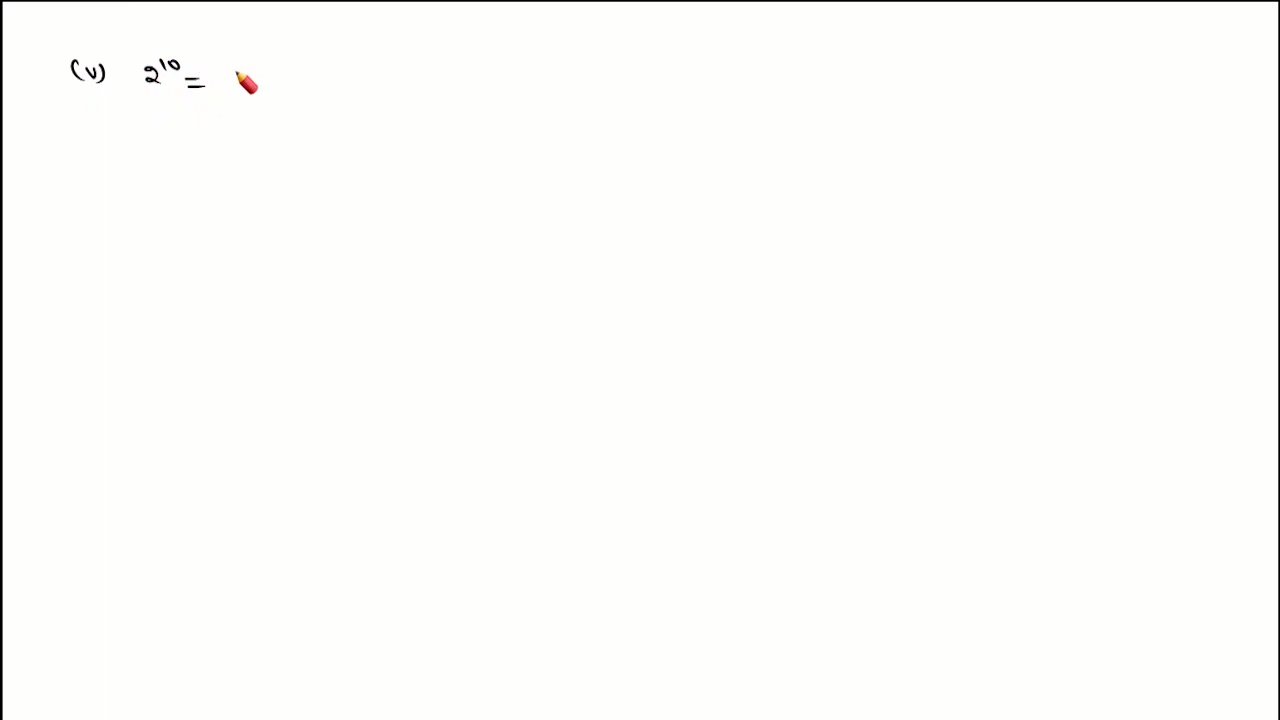 (v) 2¹⁰ =